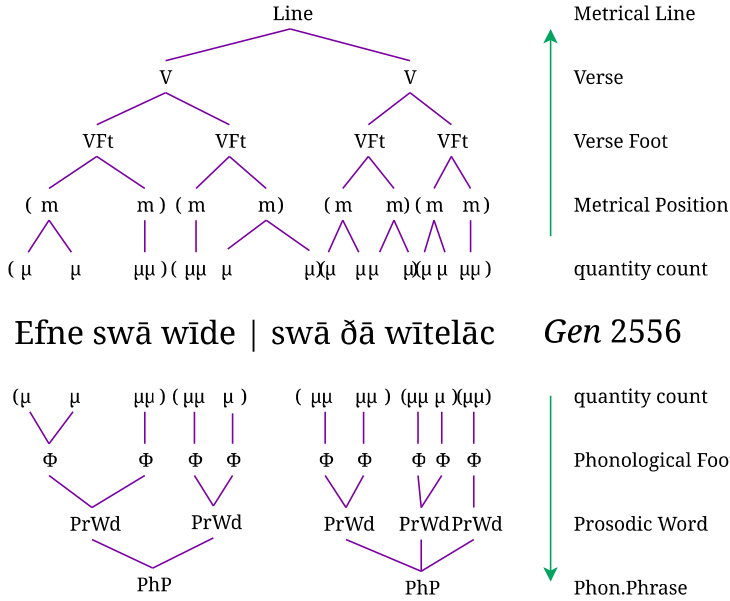 Line Metrical Line
V V Verse
VFt VFt VFt VFt Verse Foot
( m m ) ( m m ) ( m m ) ( m m ) Metrical Position
( μ μ μμ ) ( μμ μ μ )( μ μ μ μ )( μ μ μμ ) quantity count
Efne swā wīde | swā ðā wītelāc Gen 2556
(μ μ μμ ) ( μμ μ ) ( μμ μμ ) (μμ μ )(μμ) quantity count
Φ Φ Φ Φ Φ Φ Φ Φ Φ Phonological Foo
PrWd PrWd PrWd PrWd PrWd Prosodic Word
PhP PhP Phon.Phrase